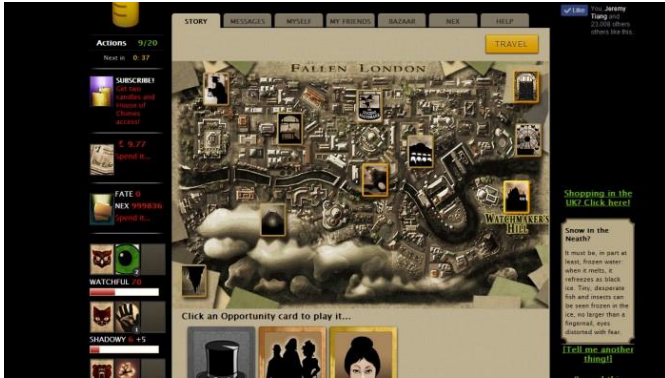 STORY
MESSAGES
MYSELF
MY FRIENDS
BAZAAR
NEX
HELP
Like
You, Jeremy
Tiang and
23,008 others
others like this.
Actions 9/20
Next in 0: 37
TRAVEL
FALLEN LONDON
SUBSCRIBE!
Get two
candles and
House of
Chimes
access!
£ 9.77
Spend it...
FATE 0
NEX 999836
Spend it...
WATCHMAKER'S
HILL
Shopping in the
UK? Click here!
Snow in the
Neath?
It must be, in part at
least, frozen water
when it melts, it
refreezes as black
ice. Tiny, desperate
fish and insects can
be seen frozen in the
ice, no larger than a
fingernail, eyes
distorted with fear.
[Tell me another
thing!]
WATCHFUL 20
SHADOWY 6 +5
Click an Opportunity card to play it...